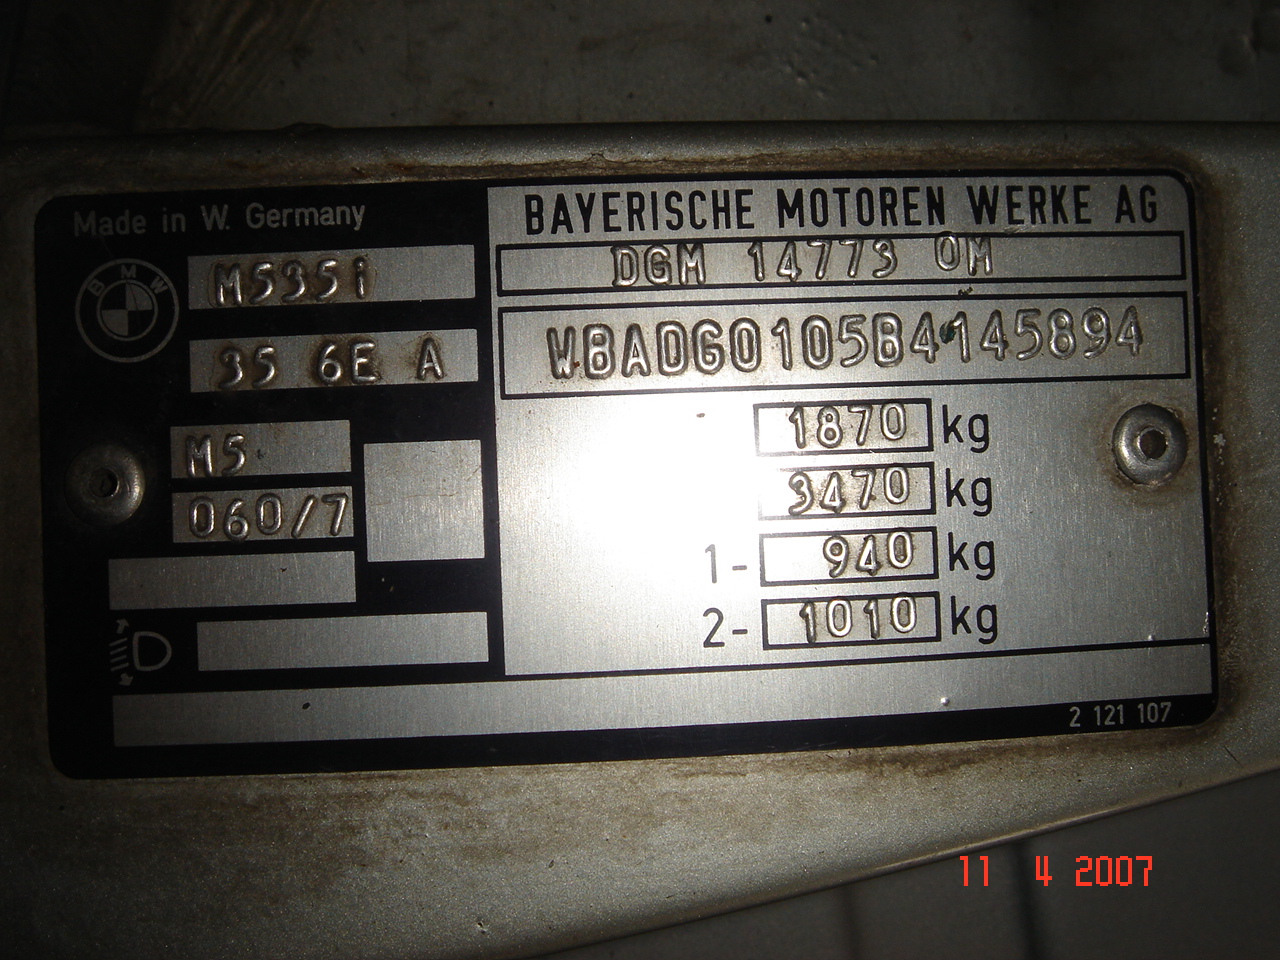 Made in W. Germany
BMW
M535i
35 6E A
M5
060/7
BAYERISCHE MOTOREN WERKE AG
DGM 14773 OM
WBADG0105B4145894
1870 kg
3470 kg
1- 940 kg
2- 1010 kg
2 121 107
11 4 2007